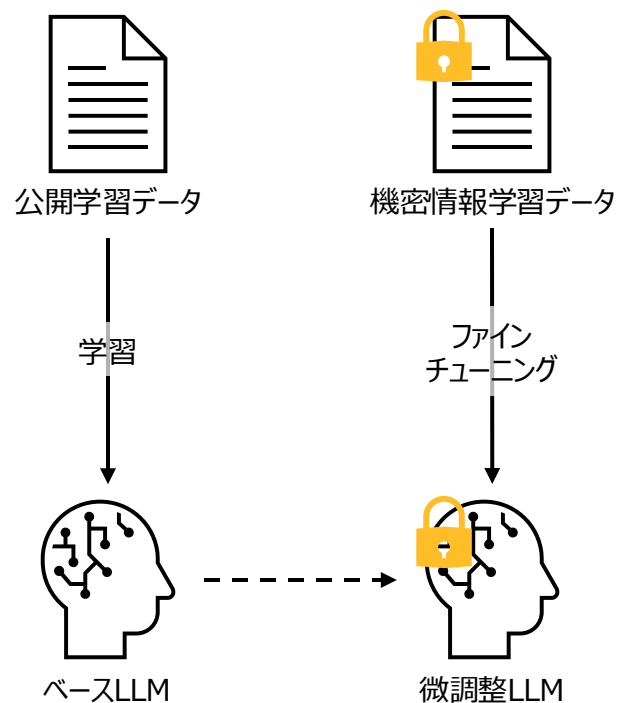 公開学習データ
機密情報学習データ
学習
ファイン
チューニング
ベースLLM
微調整LLM